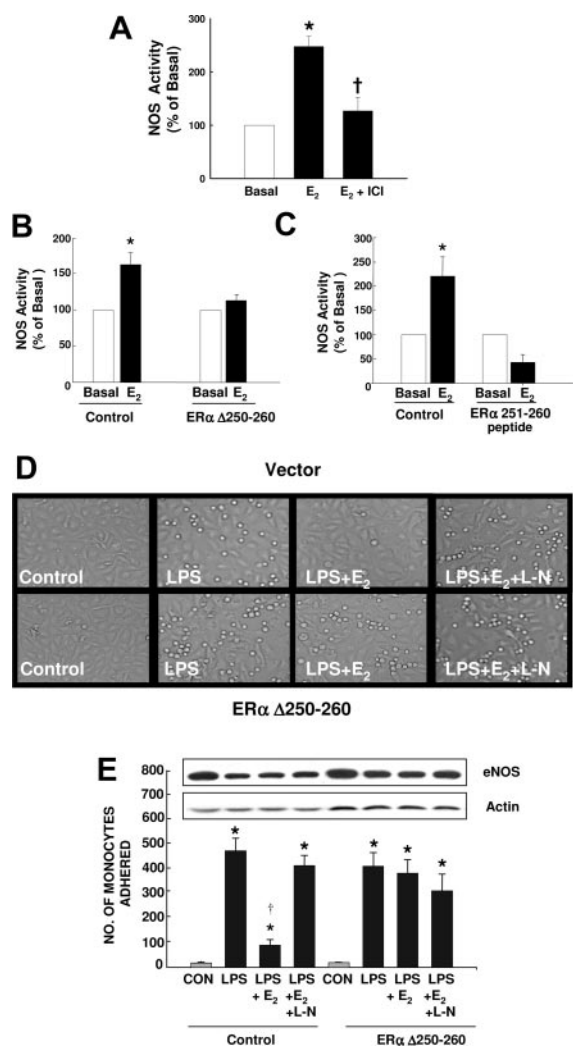 A
NOS Activity
(% of Basal)
300
200
100
0
*
†
Basal E₂ E₂ + ICI
B
NOS Activity
(% of Basal )
200
150
100
50
0
*
Basal E₂ Basal E₂
Control ERα Δ250-260
C
NOS Activity
(% of Basal )
300
250
200
150
100
50
0
*
Basal E₂ Basal E₂
Control ERα 251-260
peptide
D
Vector
Control LPS LPS+E₂ LPS+E₂+L-N
Control LPS LPS+E₂ LPS+E₂+L-N
ERα Δ250-260
E
NO. OF MONOCYTES
ADHERED
800
700
600
500
400
300
200
100
0
eNOS
Actin
* † * * * * *
CON LPS LPS LPS CON LPS LPS LPS
+ E₂ +E₂ + E₂ +E₂
+L-N +L-N
Control ERα Δ250-260